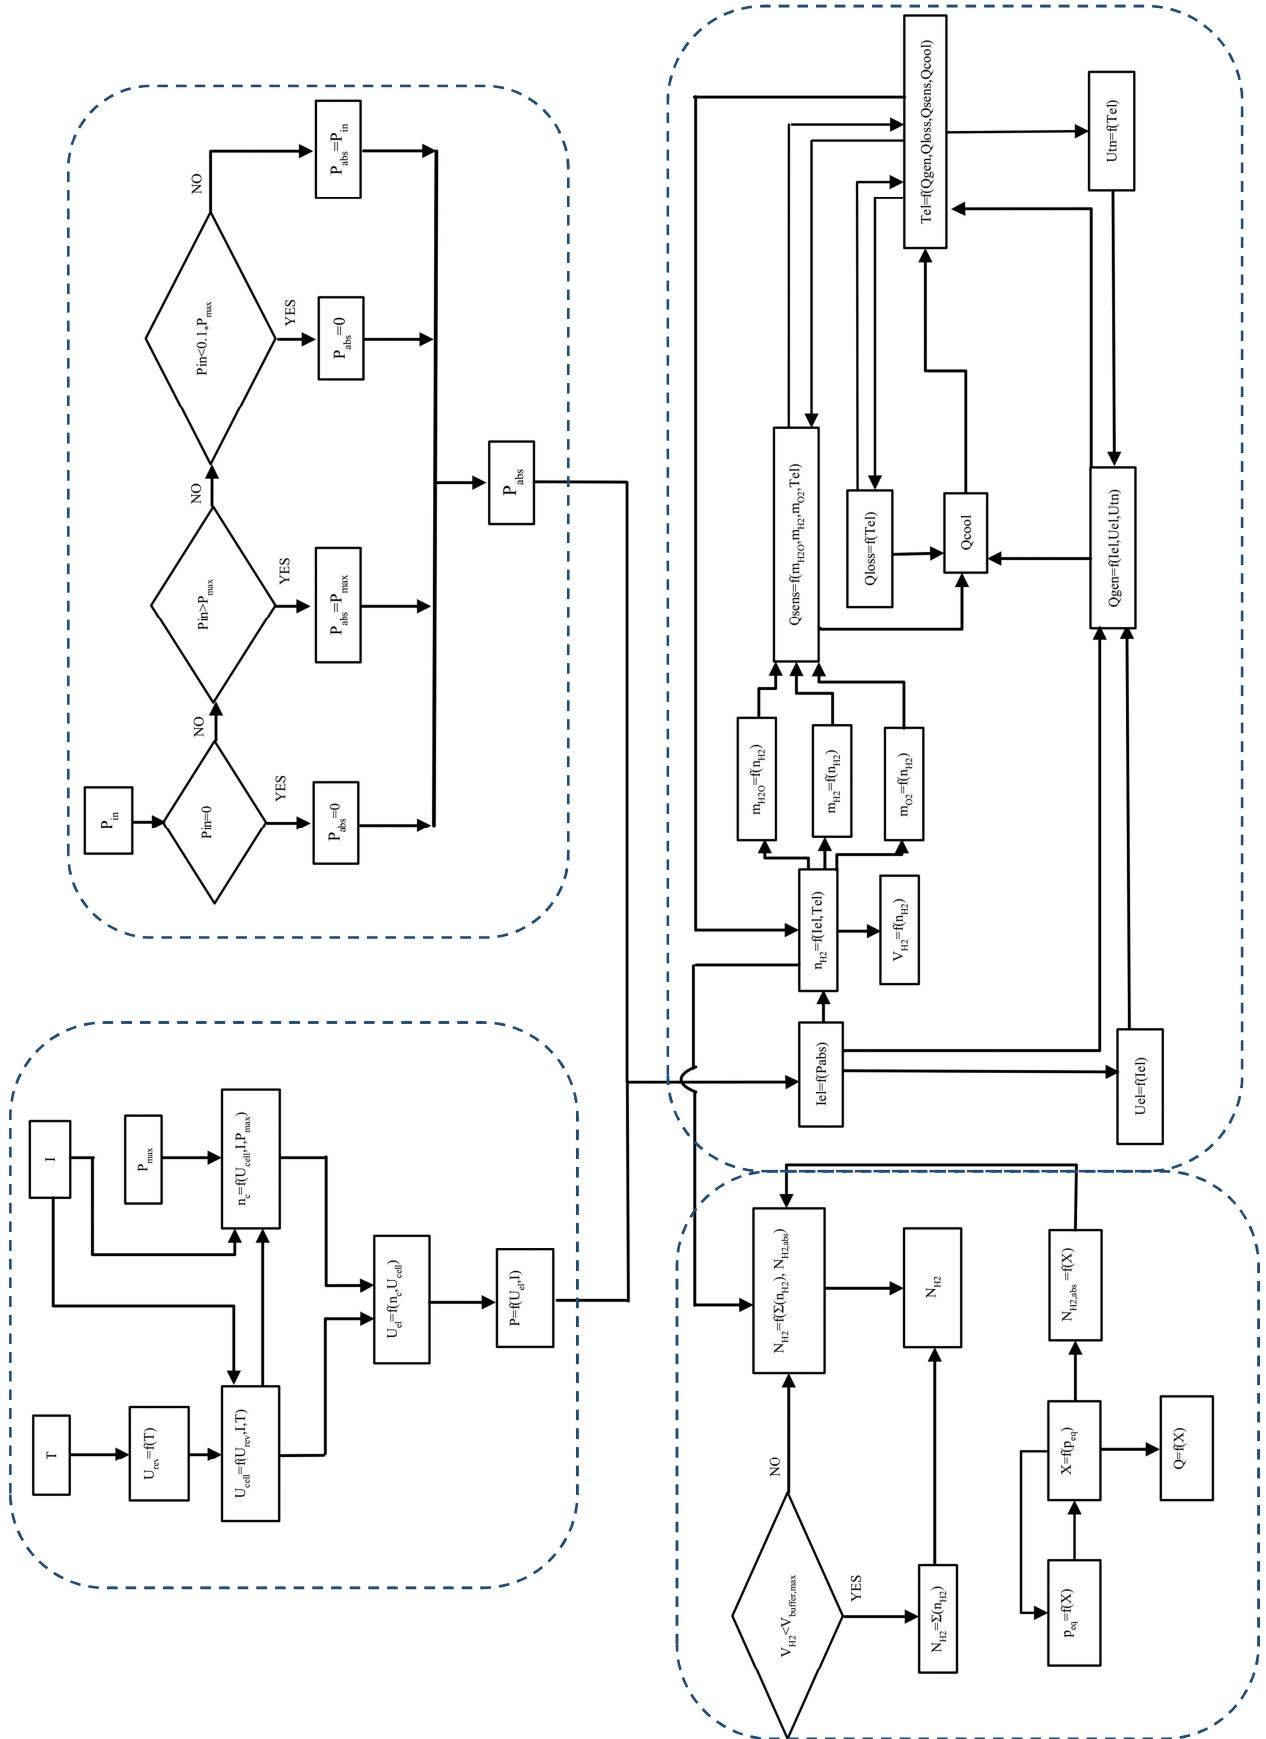 T
U_rev=f(T)
U_cell=f(U_rev,I,T)
I
P_max
n_c=f(U_cell,I,P_max)
U_el=f(n_c,U_cell)
P=f(U_el,I)
P_in
Pin=0
NO
YES
P_abs=0
Pin>P_max
NO
YES
P_abs=P_max
Pin<0.1*P_max
NO
YES
P_abs=0
P_abs=P_in
P_abs
V_H2<V_buffer,max
NO
YES
N_H2=Σ(n_H2)
N_H2=f(Σ(n_H2), N_H2,abs)
N_H2
p_eq=f(X)
X=f(p_eq)
Q=f(X)
N_H2,abs=f(X)
Iel=f(Pabs)
Uel=f(Iel)
n_H2=f(Iel,Tel)
V_H2=f(n_H2)
m_H2O=f(n_H2)
m_H2=f(n_H2)
m_O2=f(n_H2)
Qsens=f(m_H2O,m_H2,m_O2,Tel)
Qloss=f(Tel)
Qcool
Qgen=f(Iel,Uel,Utn)
Tel=f(Qgen,Qloss,Qsens,Qcool)
Utn=f(Tel)